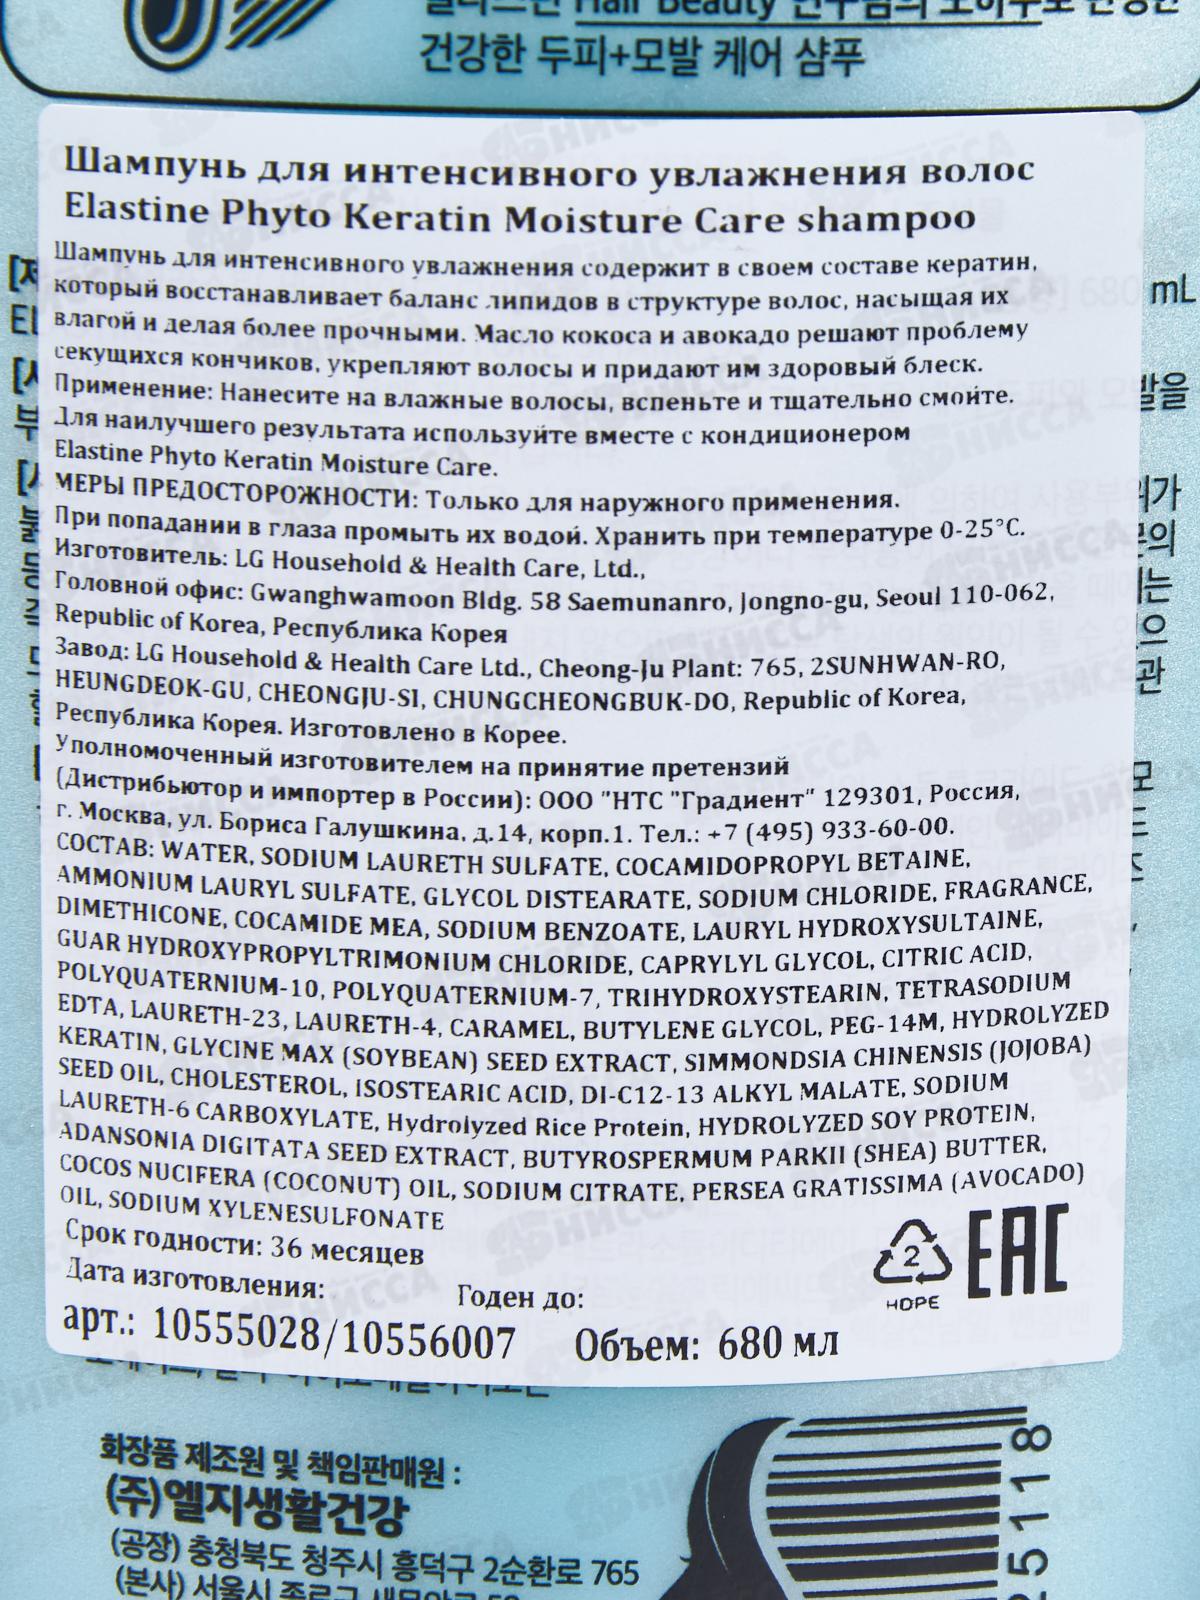 Hair Beauty
건강한 두피+모발 케어 샴푸
Шампунь для интенсивного увлажнения волос
Elastine Phyto Keratin Moisture Care shampoo
Шампунь для интенсивного увлажнения содержит в своем составе кератин,
который восстанавливает баланс липидов в структуре волос, насыщая их
влагой и делая более прочными. Масло кокоса и авокадо решают проблему
секущихся кончиков, укрепляют волосы и придают им здоровый блеск.
Применение: Нанесите на влажные волосы, вспеньте и тщательно смойте.
Для наилучшего результата используйте вместе с кондиционером
Elastine Phyto Keratin Moisture Care.
МЕРЫ ПРЕДОСТОРОЖНОСТИ: Только для наружного применения.
При попадании в глаза промыть их водой. Хранить при температуре 0-25°C.
Изготовитель: LG Household & Health Care, Ltd.,
Головной офис: Gwanghwamoon Bldg. 58 Saemunanro, Jongno-gu, Seoul 110-062,
Republic of Korea, Республика Корея
Завод: LG Household & Health Care Ltd., Cheong-Ju Plant: 765, 2SUNHWAN-RO,
HEUNGDEOK-GU, CHEONGJU-SI, CHUNGCHEONGBUK-DO, Republic of Korea,
Республика Корея. Изготовлено в Корее.
Уполномоченный изготовителем на принятие претензий
(Дистрибьютор и импортер в России): ООО "НТС "Градиент" 129301, Россия,
г. Москва, ул. Бориса Галушкина, д.14, корп.1. Тел.: +7 (495) 933-60-00.
СОСТАВ: WATER, SODIUM LAURETH SULFATE, COCAMIDOPROPYL BETAINE,
AMMONIUM LAURYL SULFATE, GLYCOL DISTEARATE, SODIUM CHLORIDE, FRAGRANCE,
DIMETHICONE, COCAMIDE MEA, SODIUM BENZOATE, LAURYL HYDROXYSULTAINE,
GUAR HYDROXYPROPYLTRIMONIUM CHLORIDE, CAPRYLYL GLYCOL, CITRIC ACID,
POLYQUATERNIUM-10, POLYQUATERNIUM-7, TRIHYDROXYSTEARIN, TETRASODIUM
EDTA, LAURETH-23, LAURETH-4, CARAMEL, BUTYLENE GLYCOL, PEG-14M, HYDROLYZED
KERATIN, GLYCINE MAX (SOYBEAN) SEED EXTRACT, SIMMONDSIA CHINENSIS (JOJOBA)
SEED OIL, CHOLESTEROL, ISOSTEARIC ACID, DI-C12-13 ALKYL MALATE, SODIUM
LAURETH-6 CARBOXYLATE, Hydrolyzed Rice Protein, HYDROLYZED SOY PROTEIN,
ADANSONIA DIGITATA SEED EXTRACT, BUTYROSPERMUM PARKII (SHEA) BUTTER,
COCOS NUCIFERA (COCONUT) OIL, SODIUM CITRATE, PERSEA GRATISSIMA (AVOCADO)
OIL, SODIUM XYLENESULFONATE
Срок годности: 36 месяцев
Дата изготовления: Годен до:
2
HDPE
EAC
арт.: 10555028/10556007 Объем: 680 мл
mL
화장품 제조원 및 책임판매원 :
(주)엘지생활건강
(공장) 충청북도 청주시 흥덕구 2순환로 765
(본사) 서울시 종로구
25118